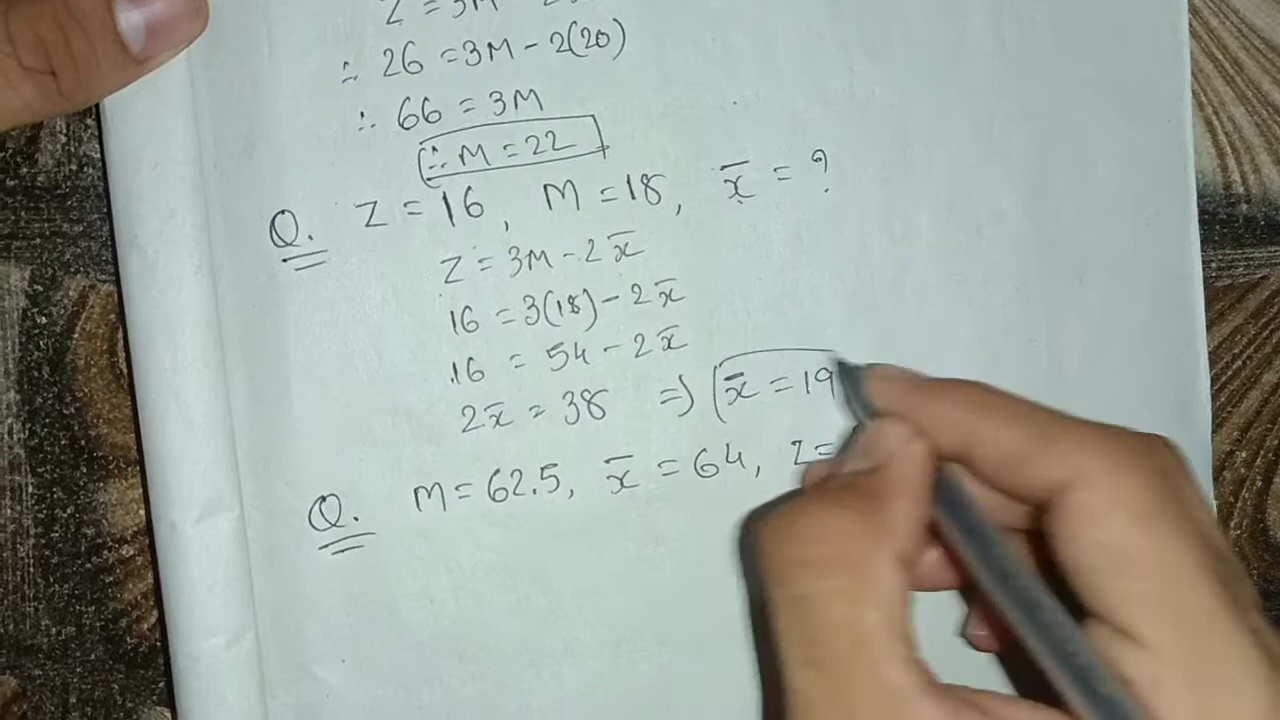 Z = 3M
∴ 26 = 3M - 2(20)
∴ 66 = 3M
∴ M = 22
Q. Z = 16, M = 18, x̄ = ?
Z = 3M - 2x̄
16 = 3(18) - 2x̄
16 = 54 - 2x̄
2x̄ = 38 ⇒ x̄ = 19
Q. M = 62.5, x̄ = 64, Z =